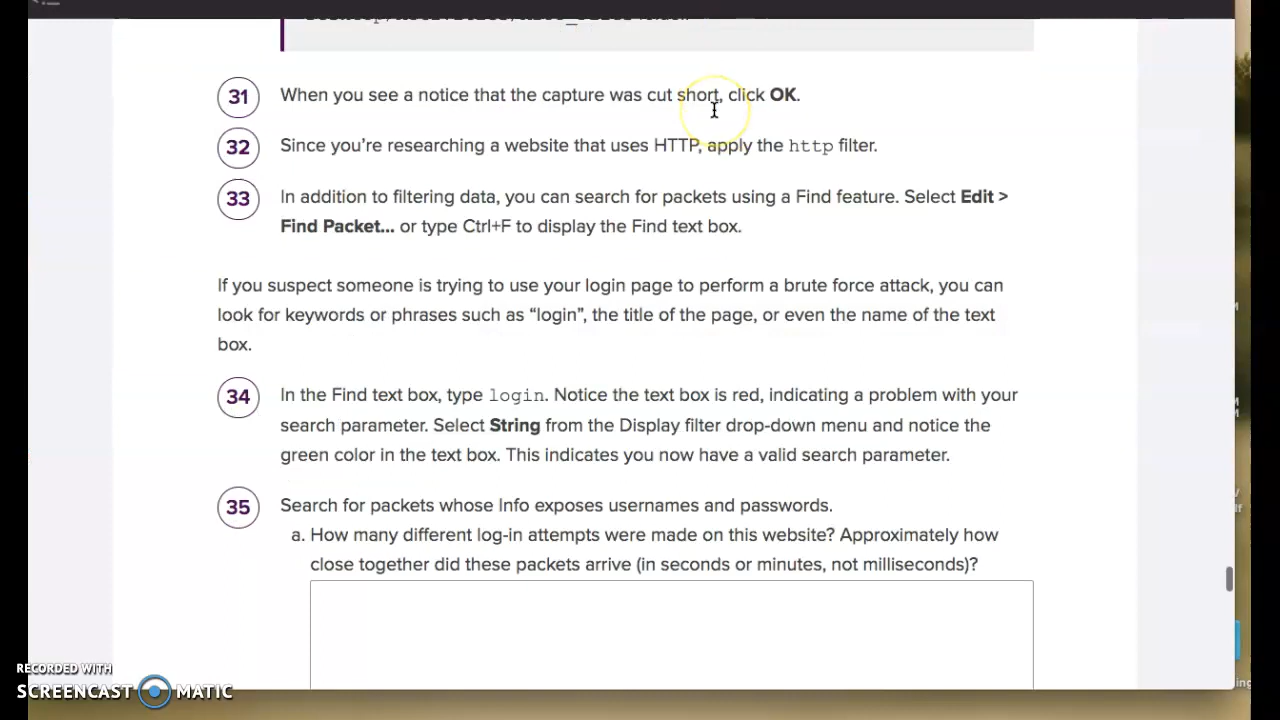 31 When you see a notice that the capture was cut short, click OK.
32 Since you're researching a website that uses HTTP, apply the http filter.
33 In addition to filtering data, you can search for packets using a Find feature. Select Edit >
Find Packet... or type Ctrl+F to display the Find text box.
If you suspect someone is trying to use your login page to perform a brute force attack, you can
look for keywords or phrases such as “login”, the title of the page, or even the name of the text
box.
34 In the Find text box, type login. Notice the text box is red, indicating a problem with your
search parameter. Select String from the Display filter drop-down menu and notice the
green color in the text box. This indicates you now have a valid search parameter.
35 Search for packets whose Info exposes usernames and passwords.
a. How many different log-in attempts were made on this website? Approximately how
close together did these packets arrive (in seconds or minutes, not milliseconds)?
RECORDED WITH
SCREENCAST MATIC